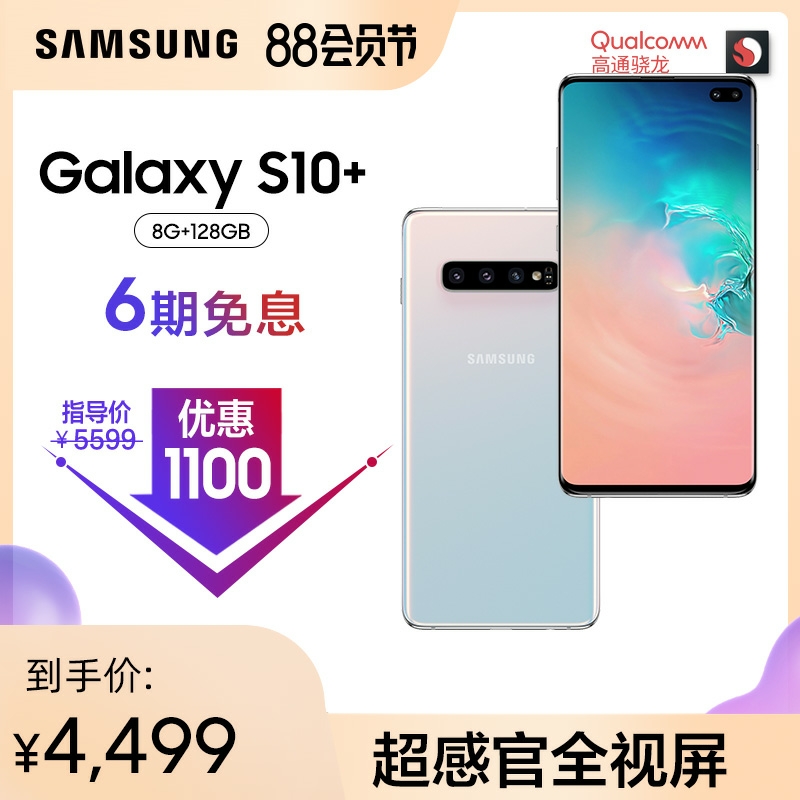 SAMSUNG 88会员节
Qualcomm
高通骁龙
Galaxy S10+
8G+128GB
6期免息
指导价
¥5599
优惠
1100
SAMSUNG
到手价:
¥4,499
超感官全视屏